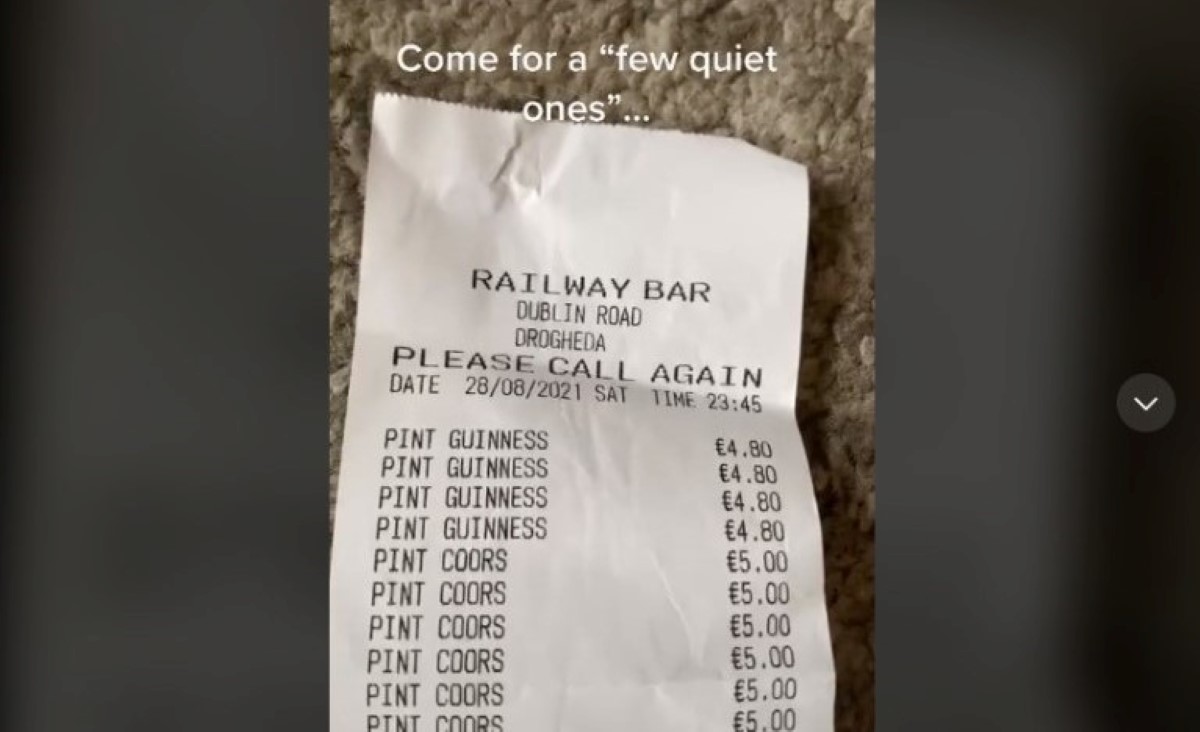 Come for a “few quiet
ones”...
RAILWAY BAR
DUBLIN ROAD
DROGHEDA
PLEASE CALL AGAIN
DATE 28/08/2021 SAT TIME 23:45
PINT GUINNESS €4.80
PINT GUINNESS €4.80
PINT GUINNESS €4.80
PINT GUINNESS €4.80
PINT COORS €5.00
PINT COORS €5.00
PINT COORS €5.00
PINT COORS €5.00
PINT COORS €5.00
PINT COORS €5.00